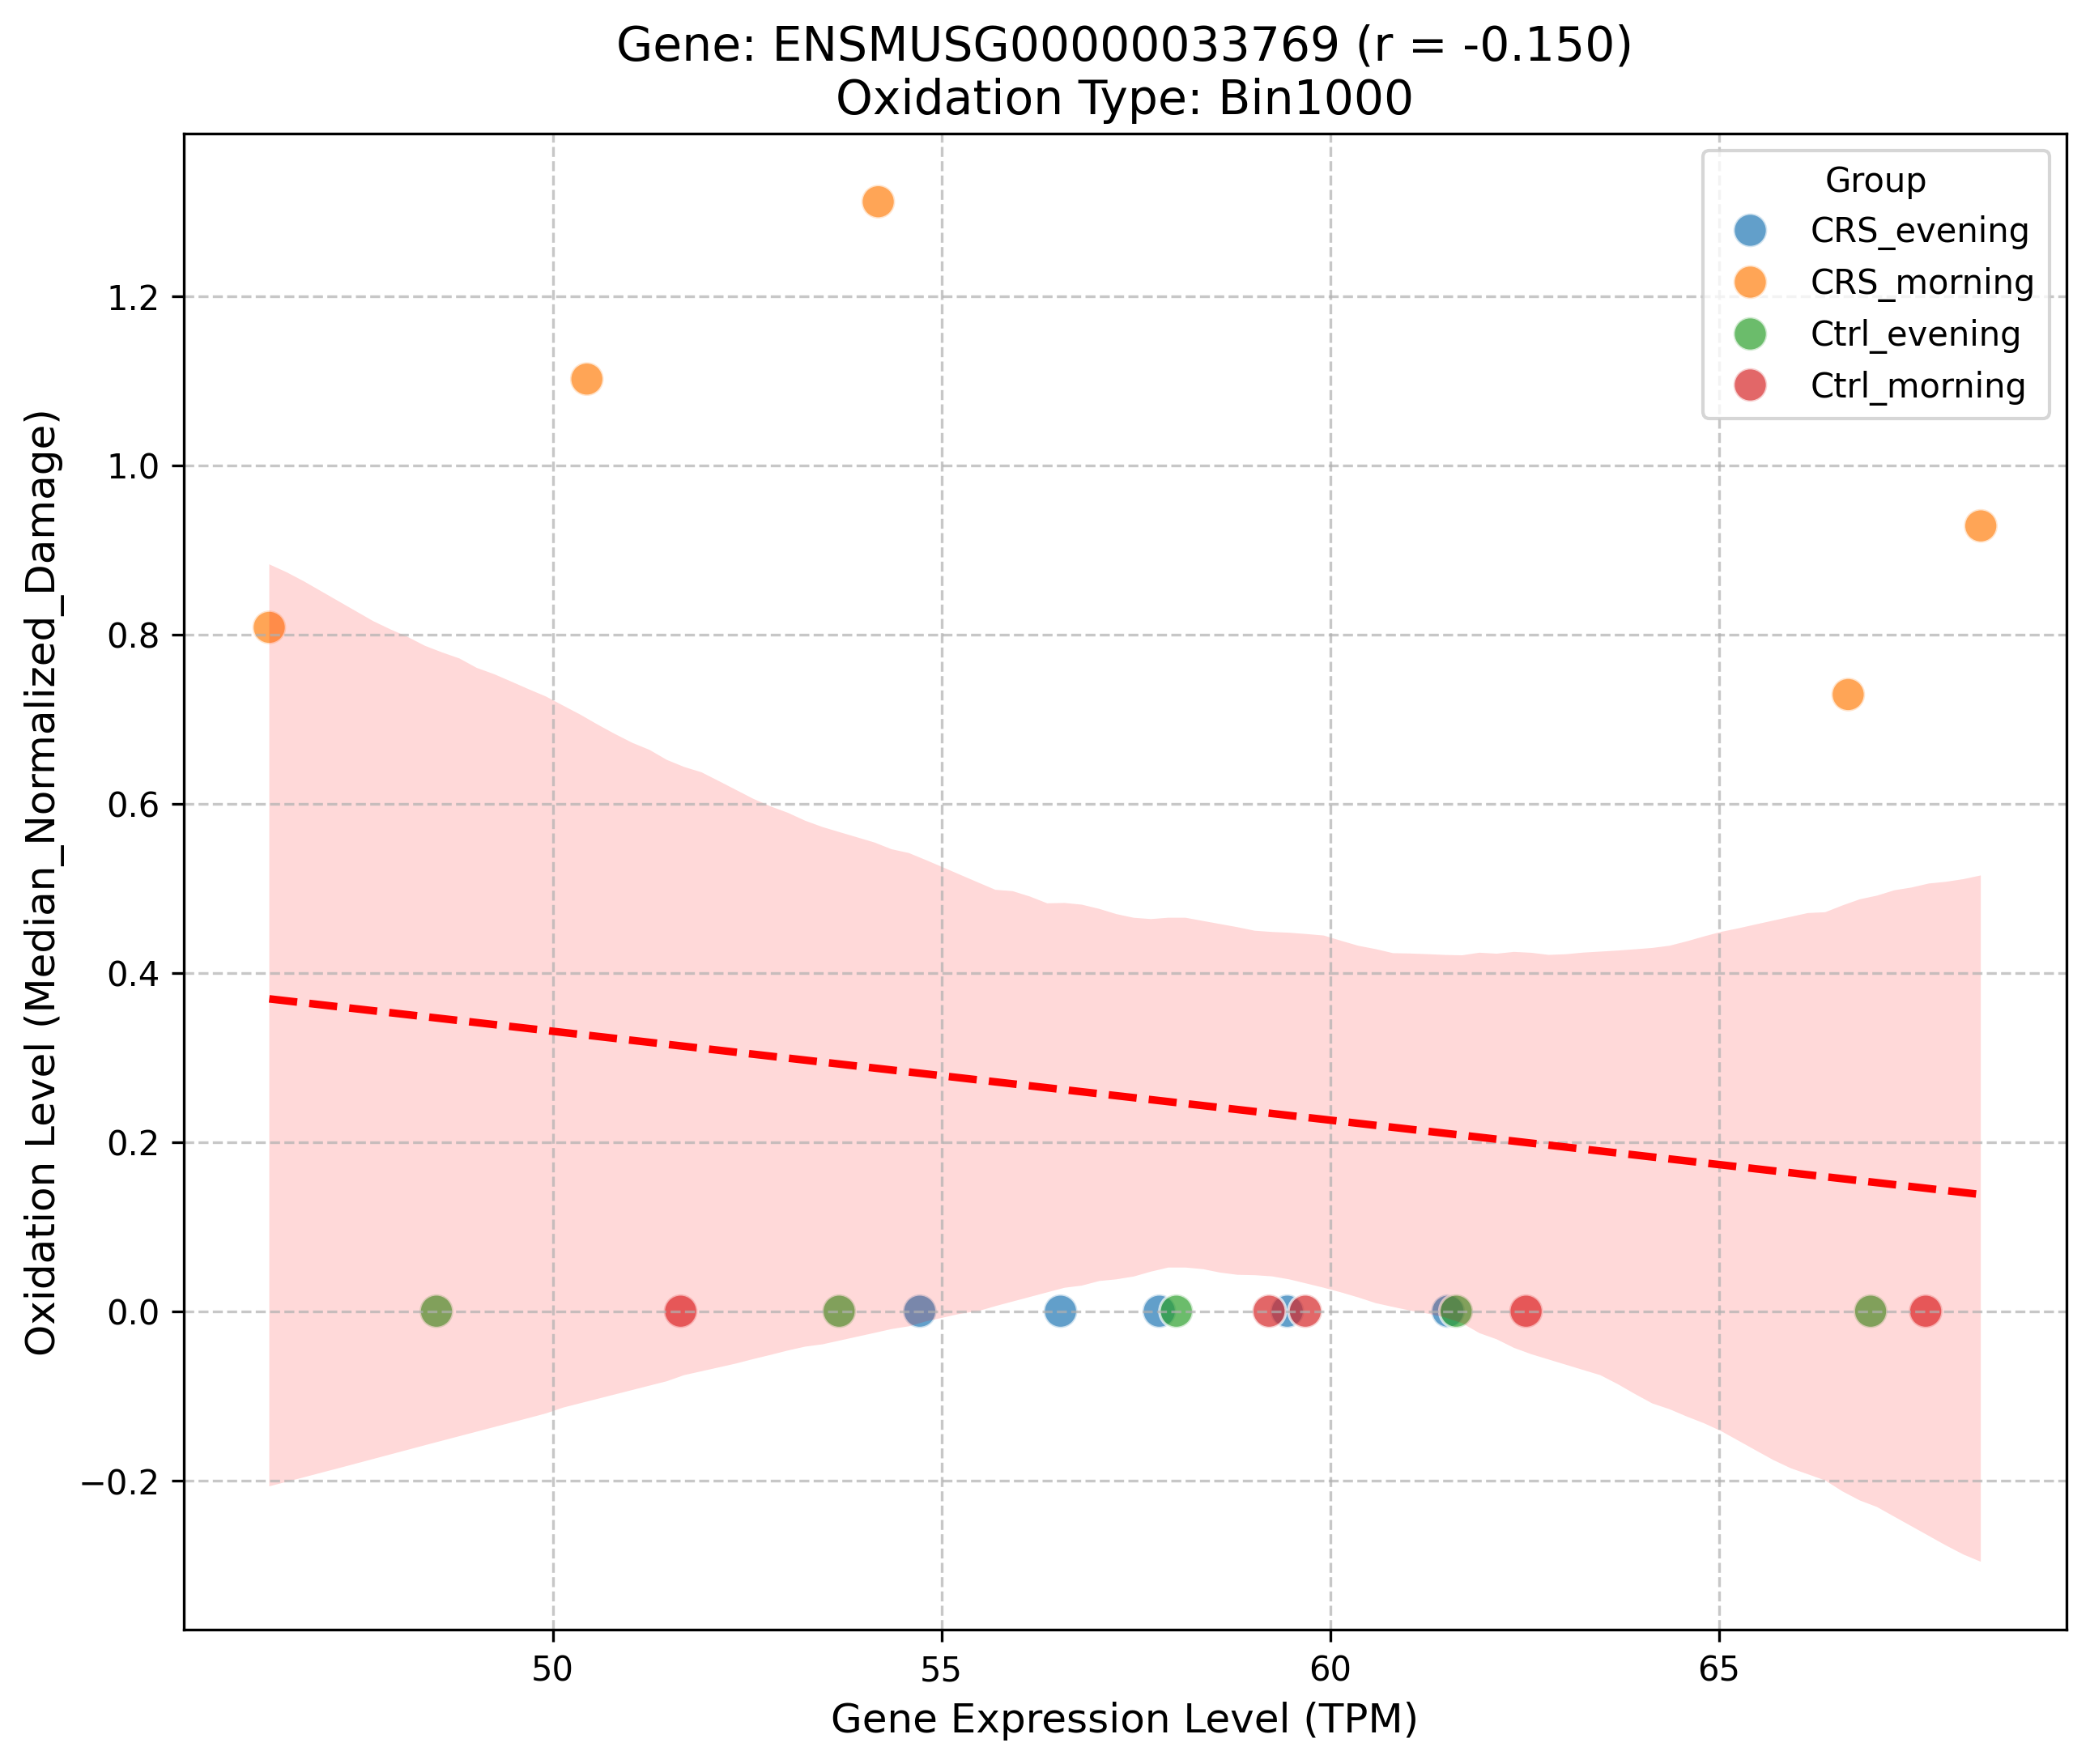 Gene: ENSMUSG00000033769 (r = -0.150)
Oxidation Type: Bin1000
Group
CRS_evening
CRS_morning
Ctrl_evening
Ctrl_morning
Oxidation Level (Median_Normalized_Damage)
1.2
1.0
0.8
0.6
0.4
0.2
0.0
−0.2
50
55
60
65
Gene Expression Level (TPM)